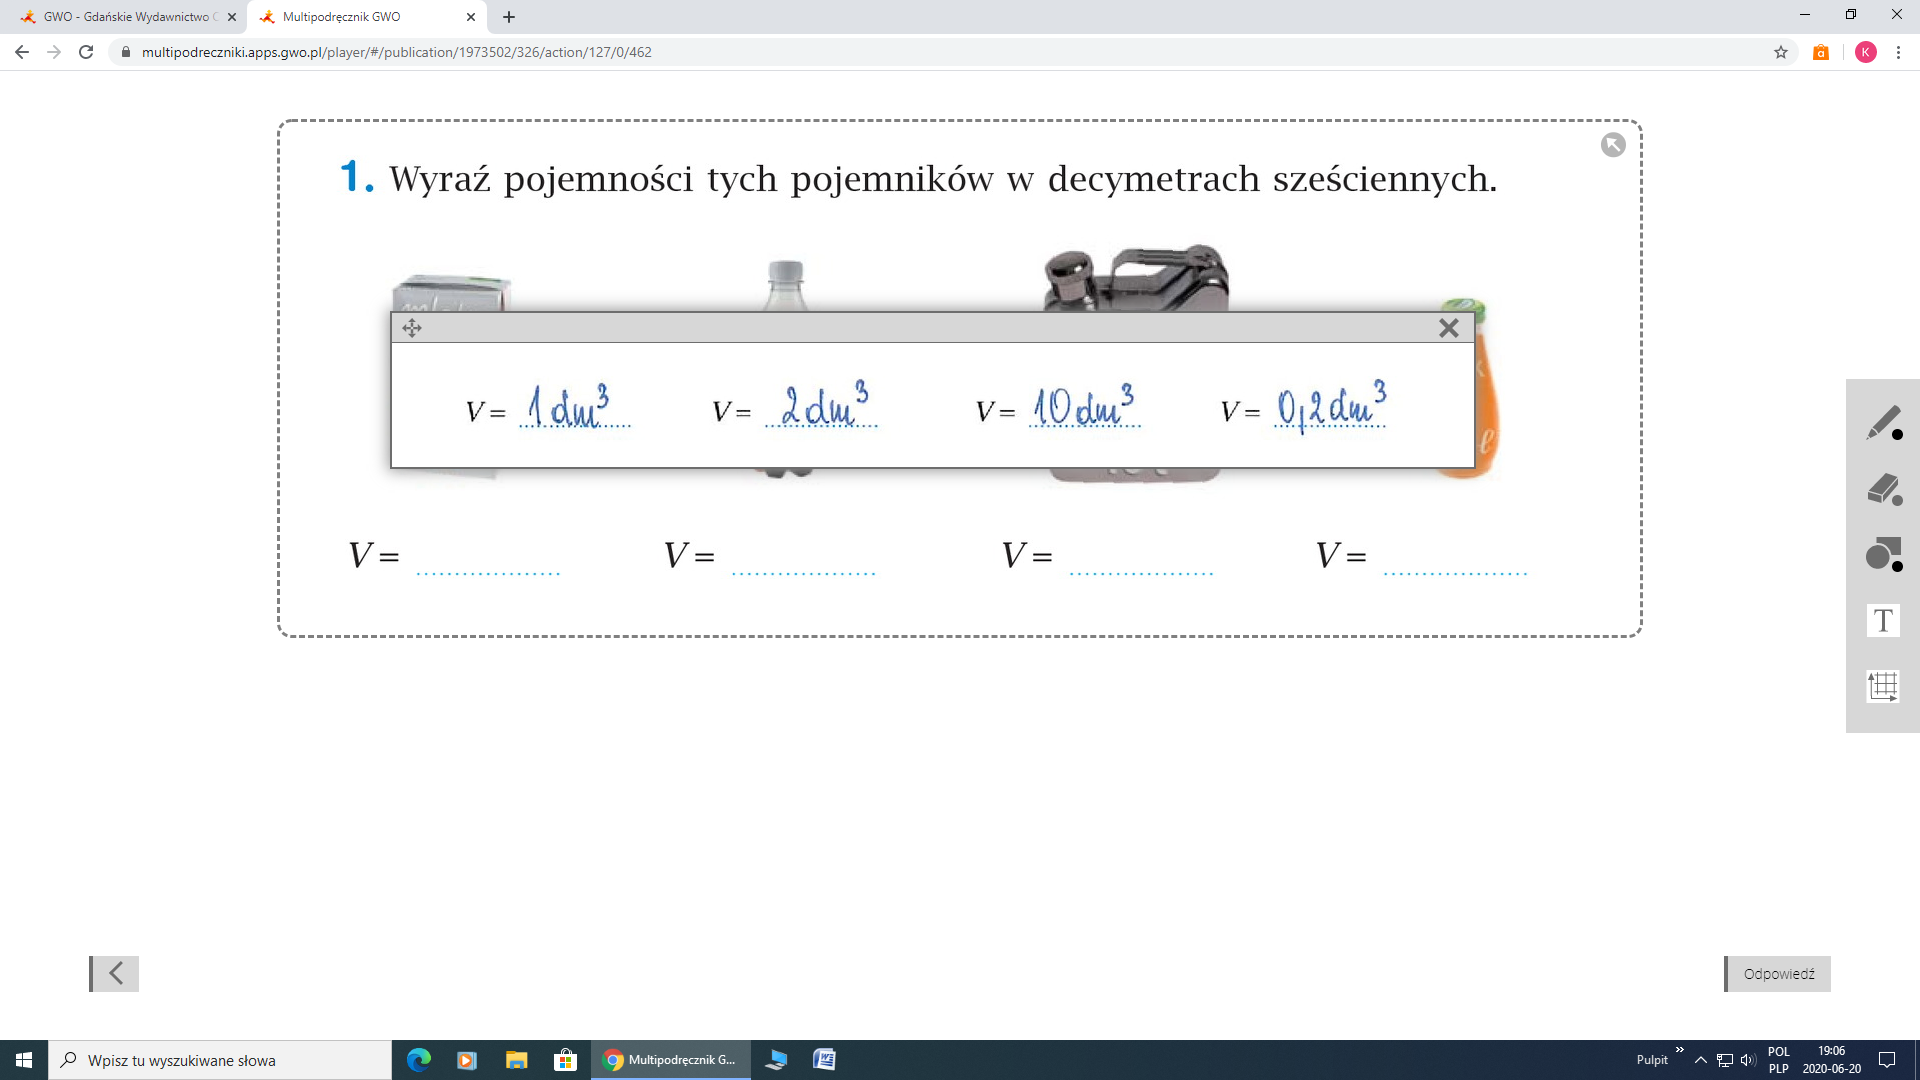 GWO - Gdańskie Wydawnictwo
Multipodręcznik GWO
multipodreczniki.apps.gwo.pl/player/#/publication/1973502/326/action/127/0/462
K
1. Wyraź pojemności tych pojemników w decymetrach sześciennych.
V = 1 dm³ V = 2 dm³ V = 10 dm³ V = 0,2 dm³
V = V = V = V =
T
Odpowiedź
Wpisz tu wyszukiwane słowa
Multipodręcznik G...
Pulpit
POL
PLP
19:06
2020-06-20